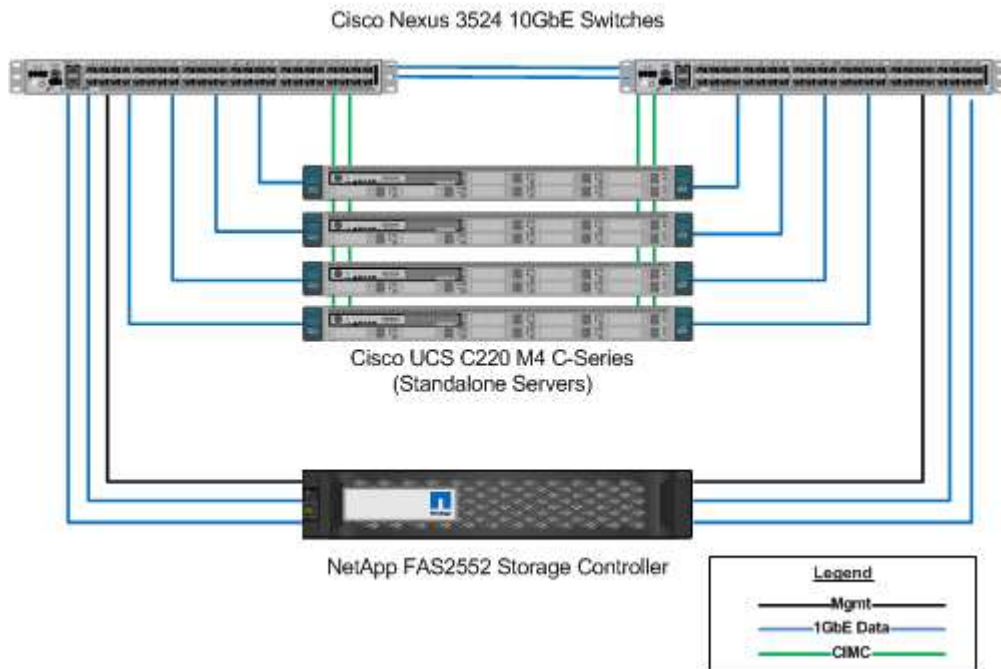 Cisco Nexus 3524 10GbE Switches
Cisco UCS C220 M4 C-Series
(Standalone Servers)
NetApp FAS2552 Storage Controller
Legend
Mgmt
1GbE Data
CIMC